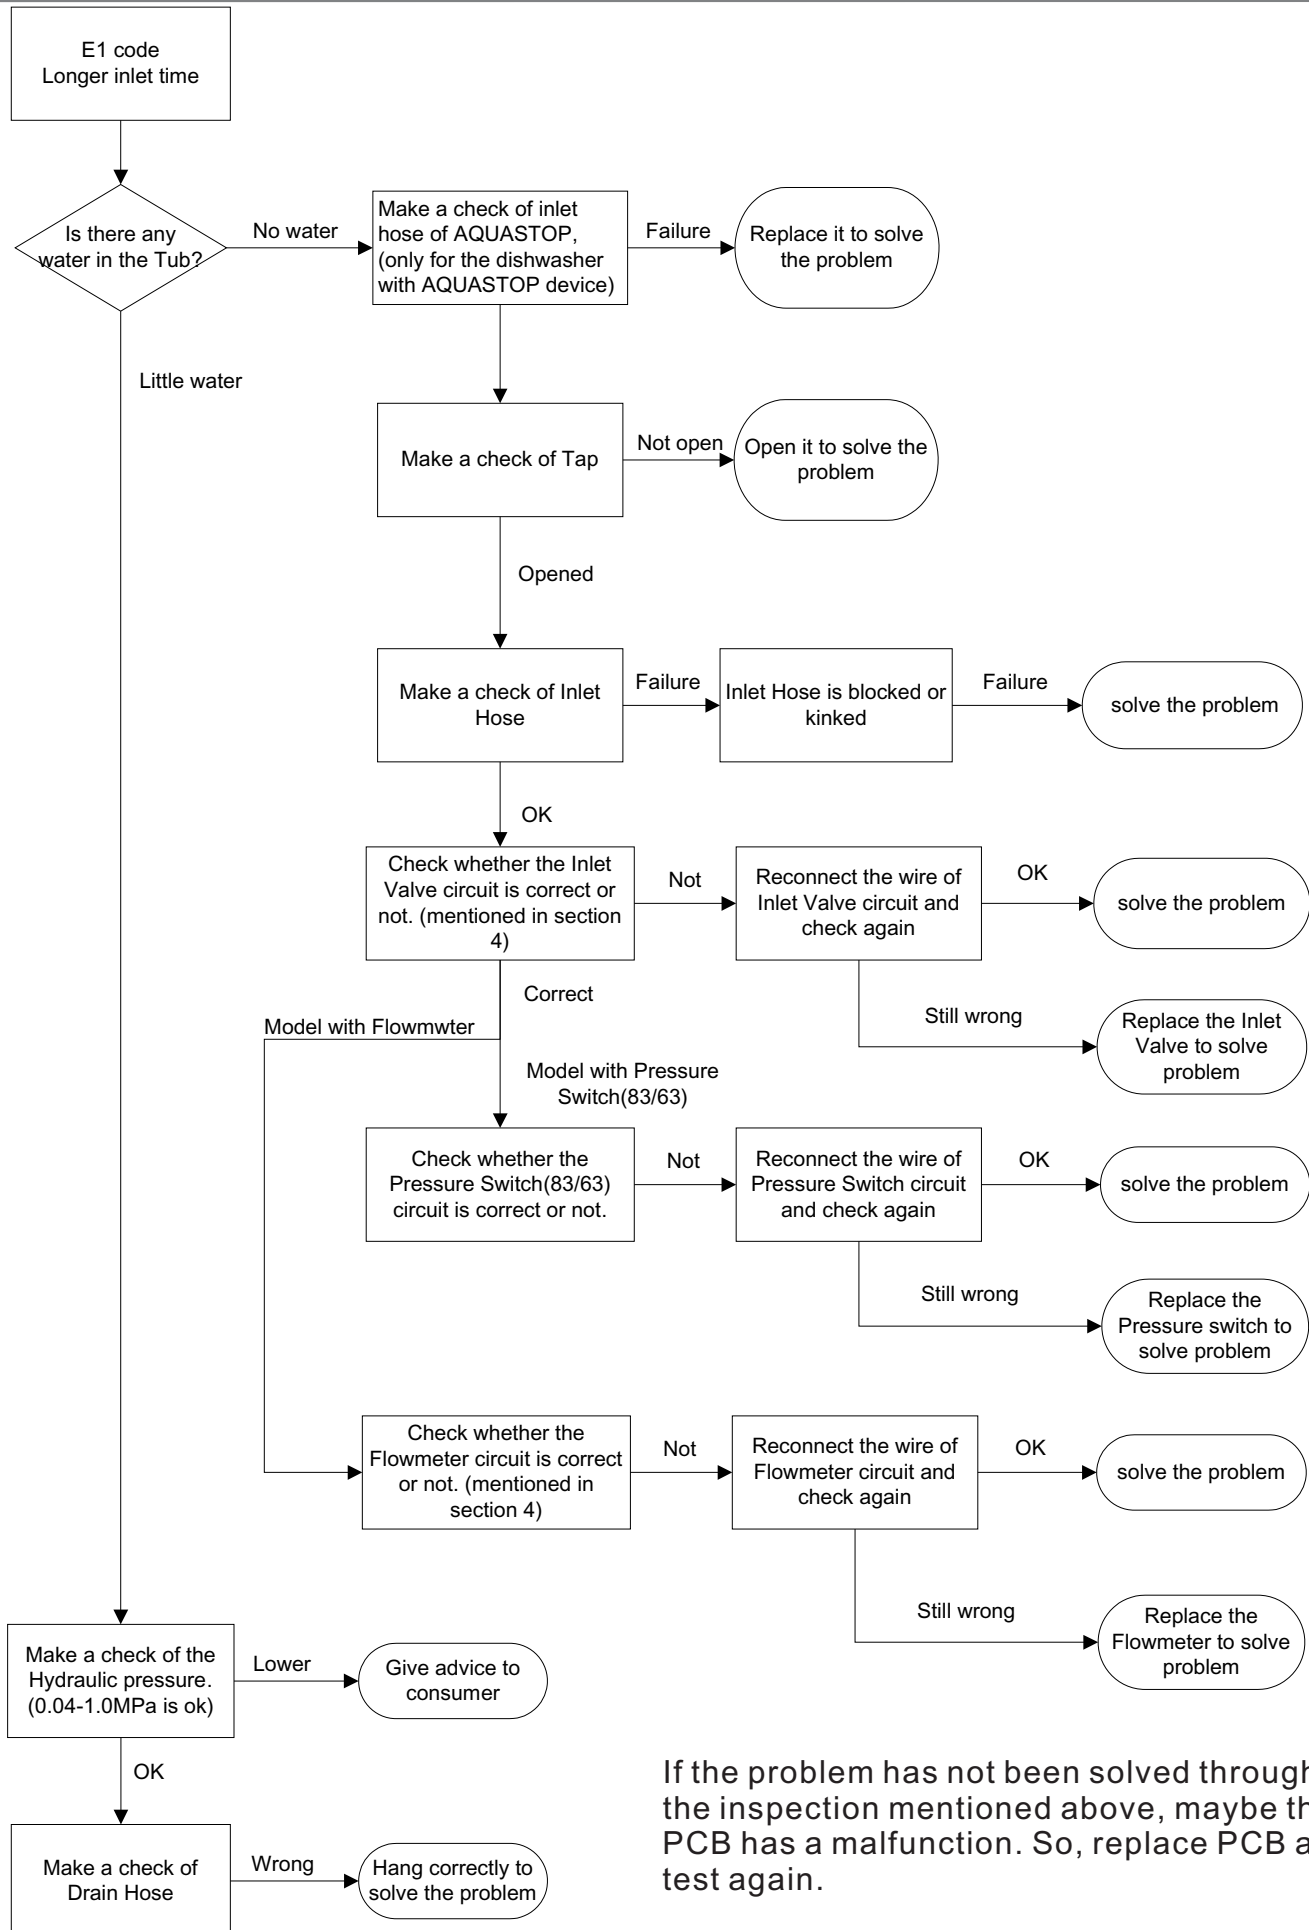 E1 code
Longer inlet time
Is there any
water in the Tub?
No water
Make a check of inlet
hose of AQUASTOP,
(only for the dishwasher
with AQUASTOP device)
Failure
Replace it to solve
the problem
Little water
Make a check of Tap
Not open
Open it to solve the
problem
Opened
Make a check of Inlet
Hose
Failure
Inlet Hose is blocked or
kinked
Failure
solve the problem
OK
Check whether the Inlet
Valve circuit is correct or
not. (mentioned in section
4)
Not
Reconnect the wire of
Inlet Valve circuit and
check again
OK
solve the problem
Correct
Still wrong
Replace the Inlet
Valve to solve
problem
Model with Flowmwter
Model with Pressure
Switch(83/63)
Check whether the
Pressure Switch(83/63)
circuit is correct or not.
Not
Reconnect the wire of
Pressure Switch circuit
and check again
OK
solve the problem
Still wrong
Replace the
Pressure switch to
solve problem
Check whether the
Flowmeter circuit is correct
or not. (mentioned in
section 4)
Not
Reconnect the wire of
Flowmeter circuit and
check again
OK
solve the problem
Still wrong
Replace the
Flowmeter to solve
problem
Make a check of the
Hydraulic pressure.
(0.04-1.0MPa is ok)
Lower
Give advice to
consumer
OK
Make a check of
Drain Hose
Wrong
Hang correctly to
solve the problem
If the problem has not been solved through
the inspection mentioned above, maybe th
PCB has a malfunction. So, replace PCB a
test again.